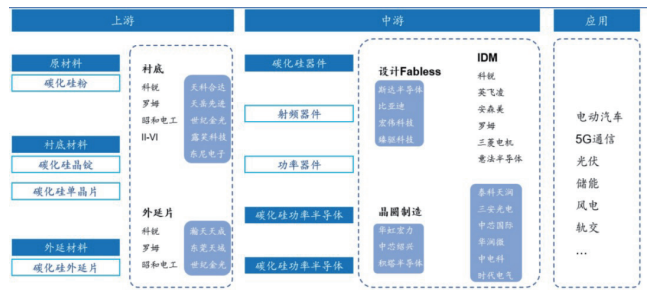 上游
中游
应用
原材料
碳化硅粉
衬底材料
碳化硅晶锭
碳化硅单晶片
外延材料
碳化硅外延片
衬底
科锐
罗姆
昭和电工
II-VI
天科合达
天岳先进
世纪金光
露笑科技
东尼电子
外延片
科锐
罗姆
昭和电工
瀚天天成
东莞天域
世纪金光
碳化硅器件
射频器件
功率器件
碳化硅功率半导体
碳化硅功率半导体
设计Fabless
斯达半导体
比亚迪
宏伟科技
臻驱科技
晶圆制造
华虹宏力
中芯绍兴
积塔半导体
IDM
科锐
英飞凌
安森美
罗姆
三菱电机
意法半导体
泰科天润
三安光电
中芯国际
华润微
中电科
时代电气
电动汽车
5G通信
光伏
储能
风电
轨交
…